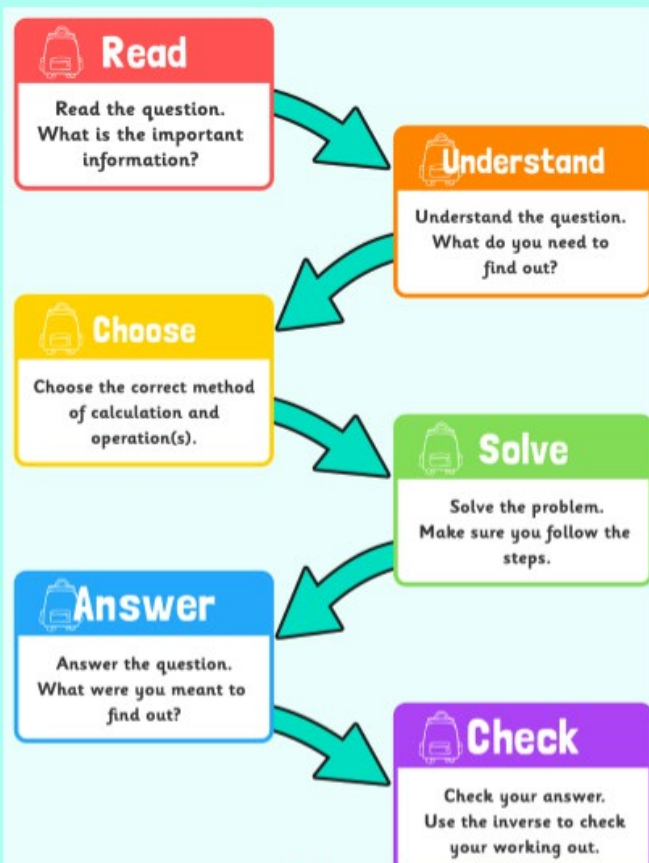 Read
Read the question.
What is the important
information?
Understand
Understand the question.
What do you need to
find out?
Choose
Choose the correct method
of calculation and
operation(s).
Solve
Solve the problem.
Make sure you follow the
steps.
Answer
Answer the question.
What were you meant to
find out?
Check
Check your answer.
Use the inverse to check
your working out.